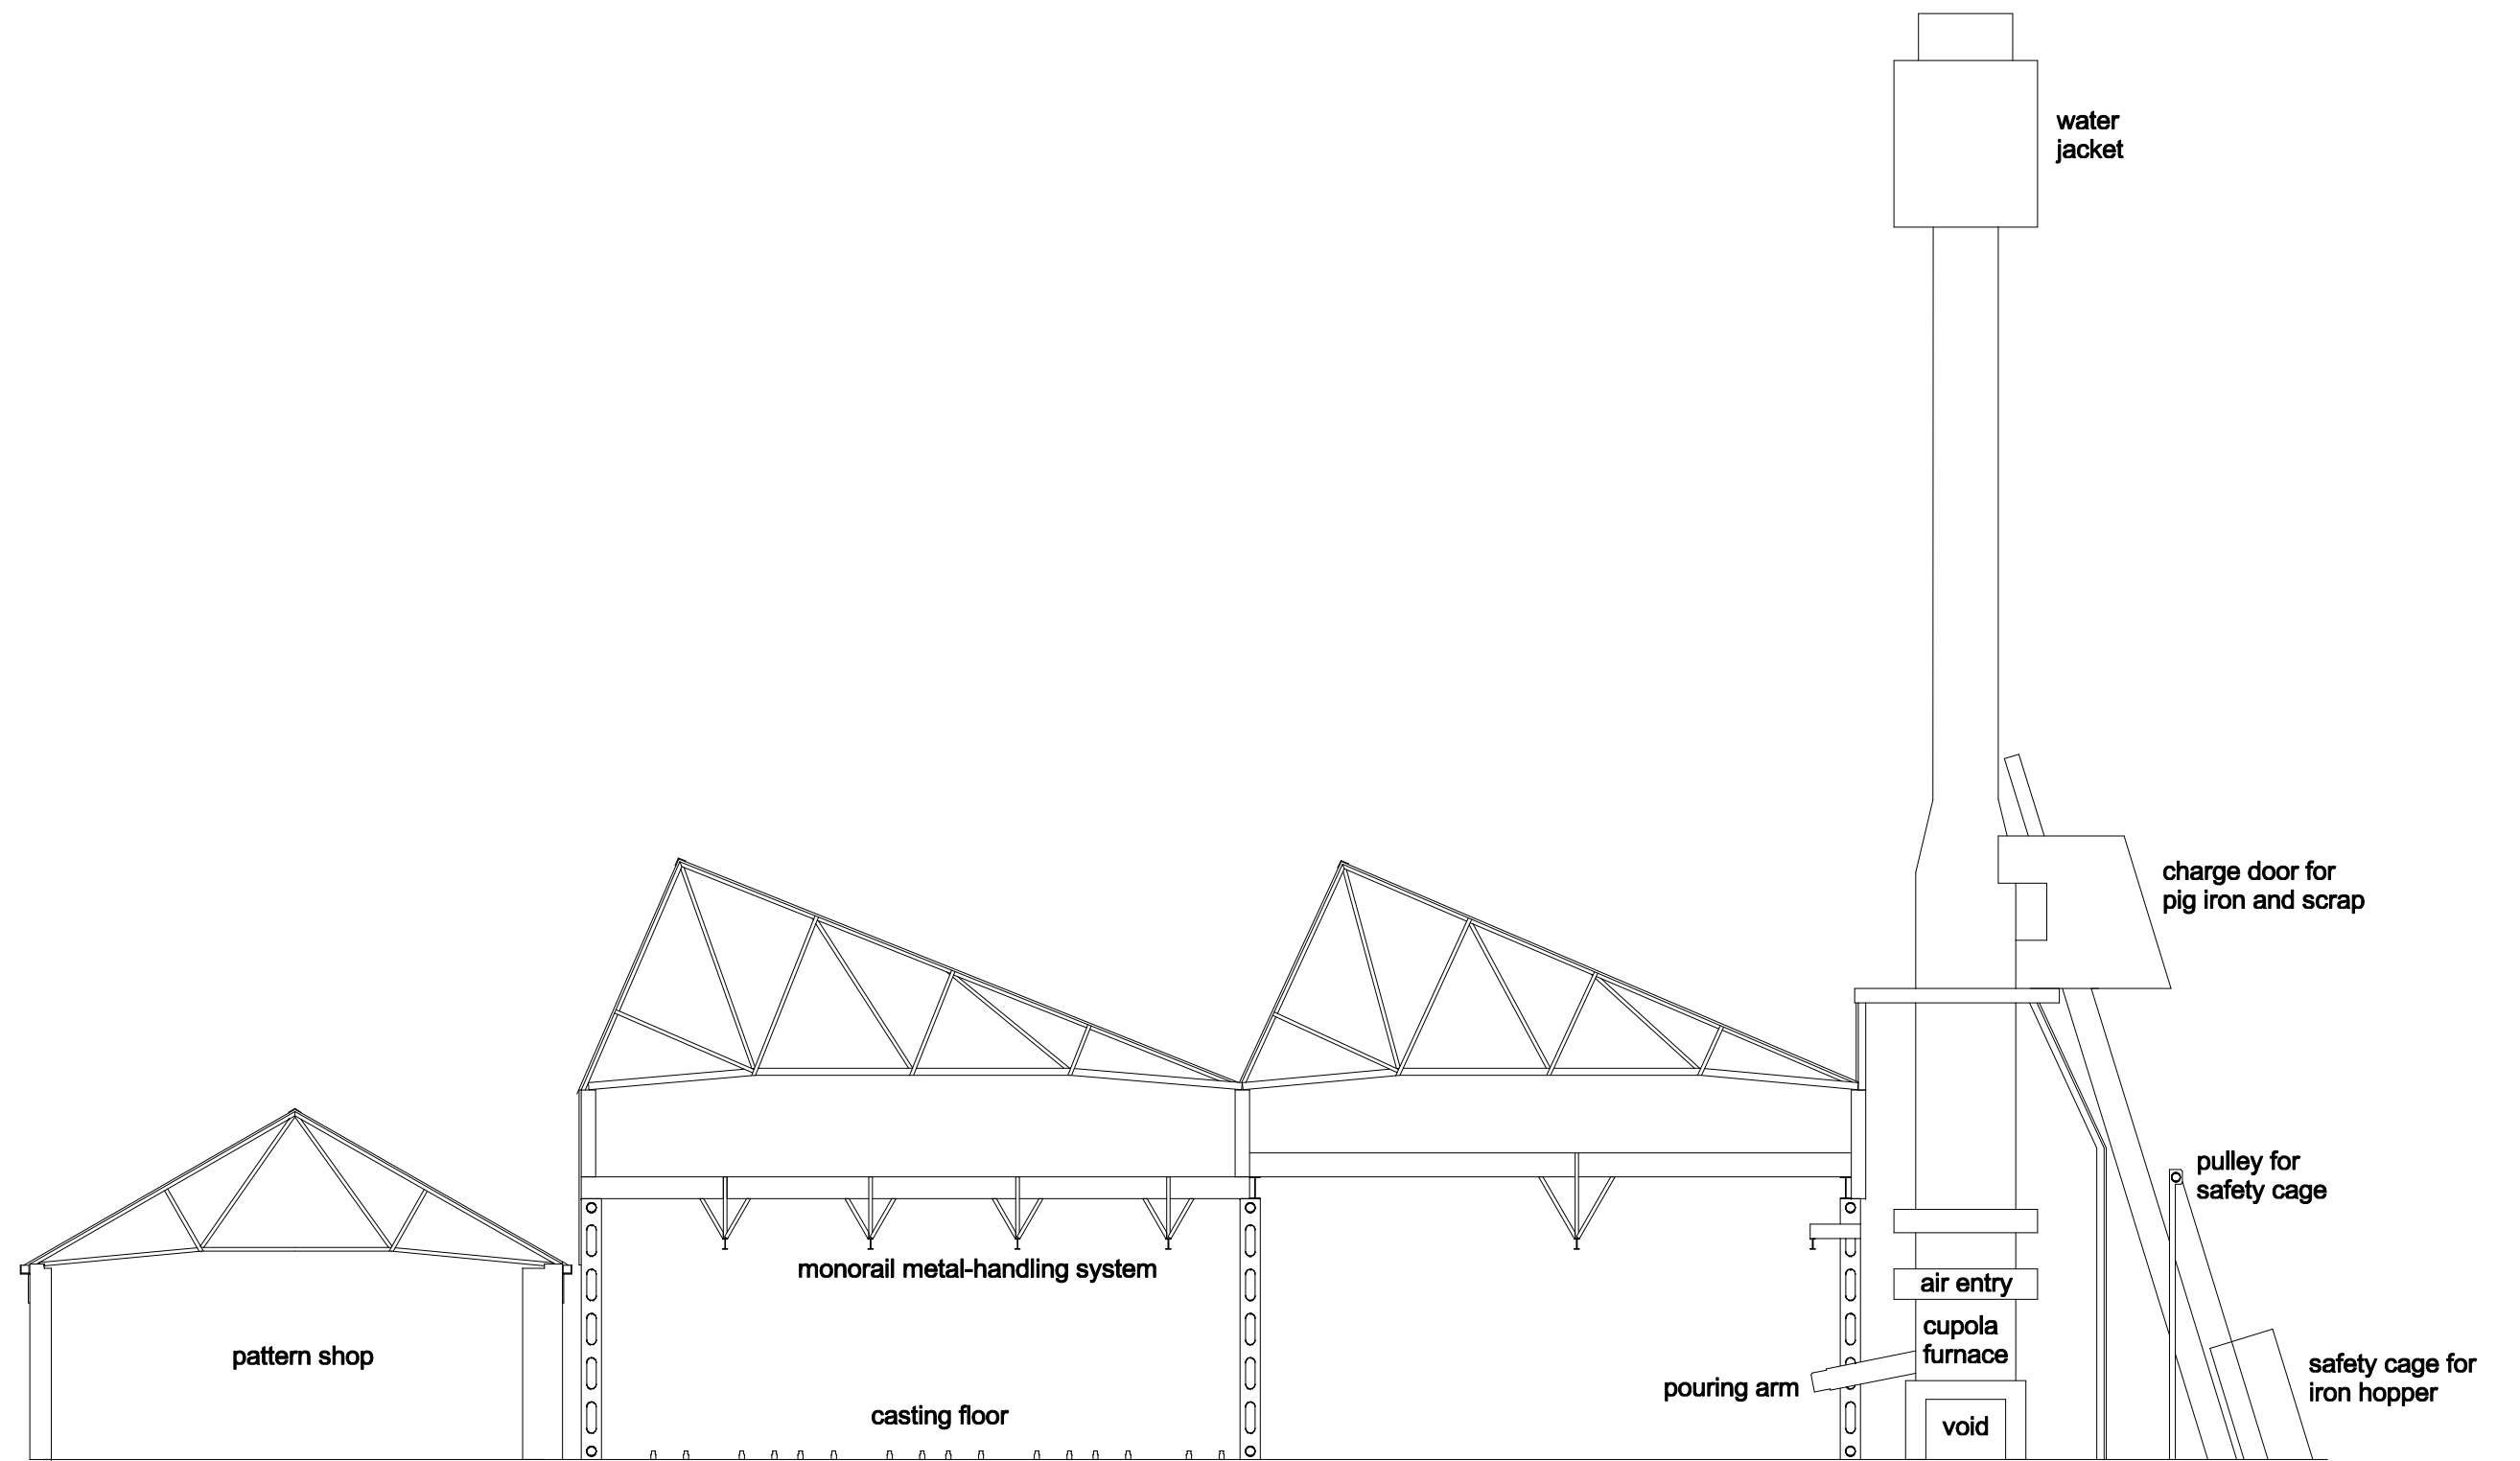 water
jacket
charge door for
pig iron and scrap
pulley for
safety cage
monorail metal-handling system
air entry
cupola
furnace
pattern shop
pouring arm
safety cage for
iron hopper
casting floor
void